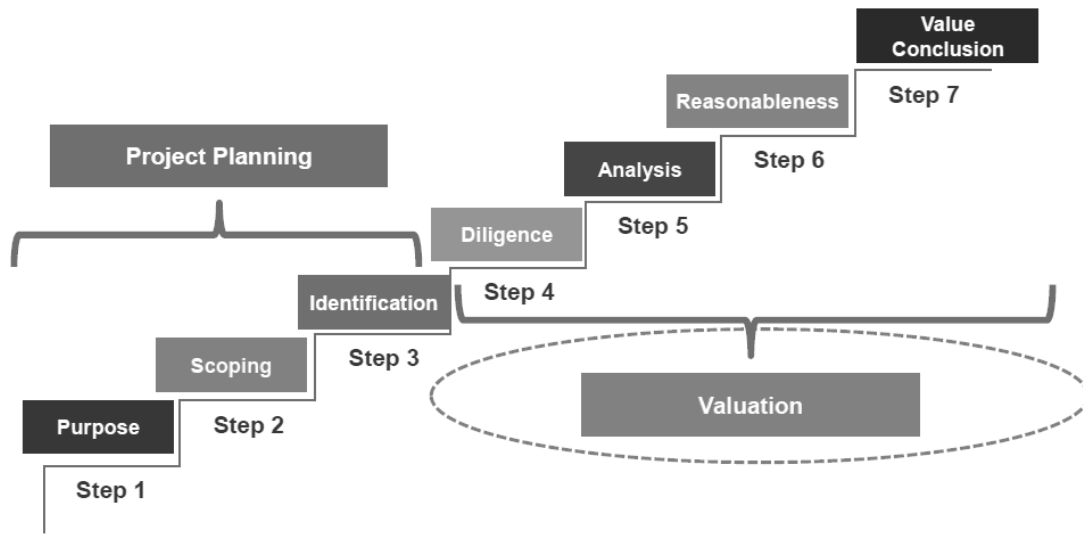 Value
Conclusion
Reasonableness
Step 7
Project Planning
Analysis
Step 6
Diligence
Step 5
Identification
Step 4
Scoping
Step 3
Valuation
Purpose
Step 2
Step 1